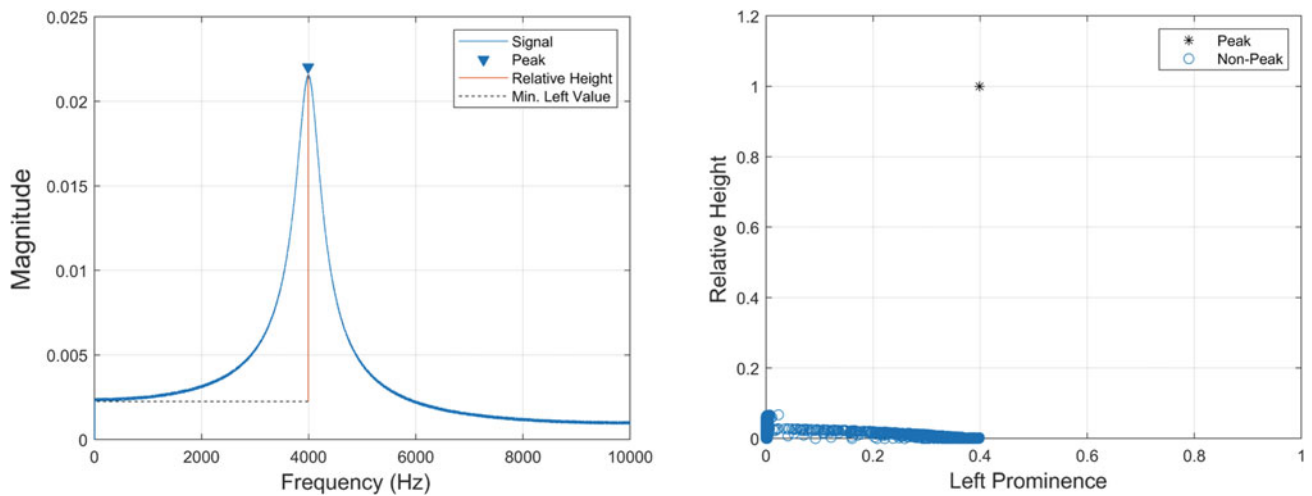 0.025
0.02
0.015
0.01
0.005
0
Magnitude
0 2000 4000 6000 8000 10000
Frequency (Hz)
Signal
Peak
Relative Height
Min. Left Value
1.2
1
0.8
0.6
0.4
0.2
0
Relative Height
0 0.2 0.4 0.6 0.8 1
Left Prominence
Peak
Non-Peak